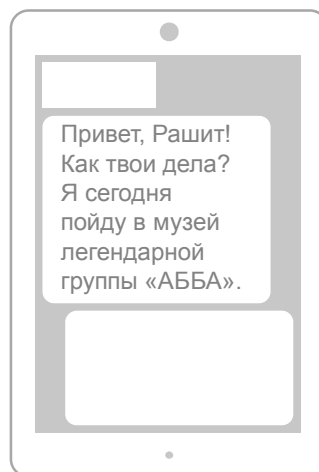 Привет, Рашит!
Как твои дела?
Я сегодня
пойду в музей
легендарной
группы «АББА».